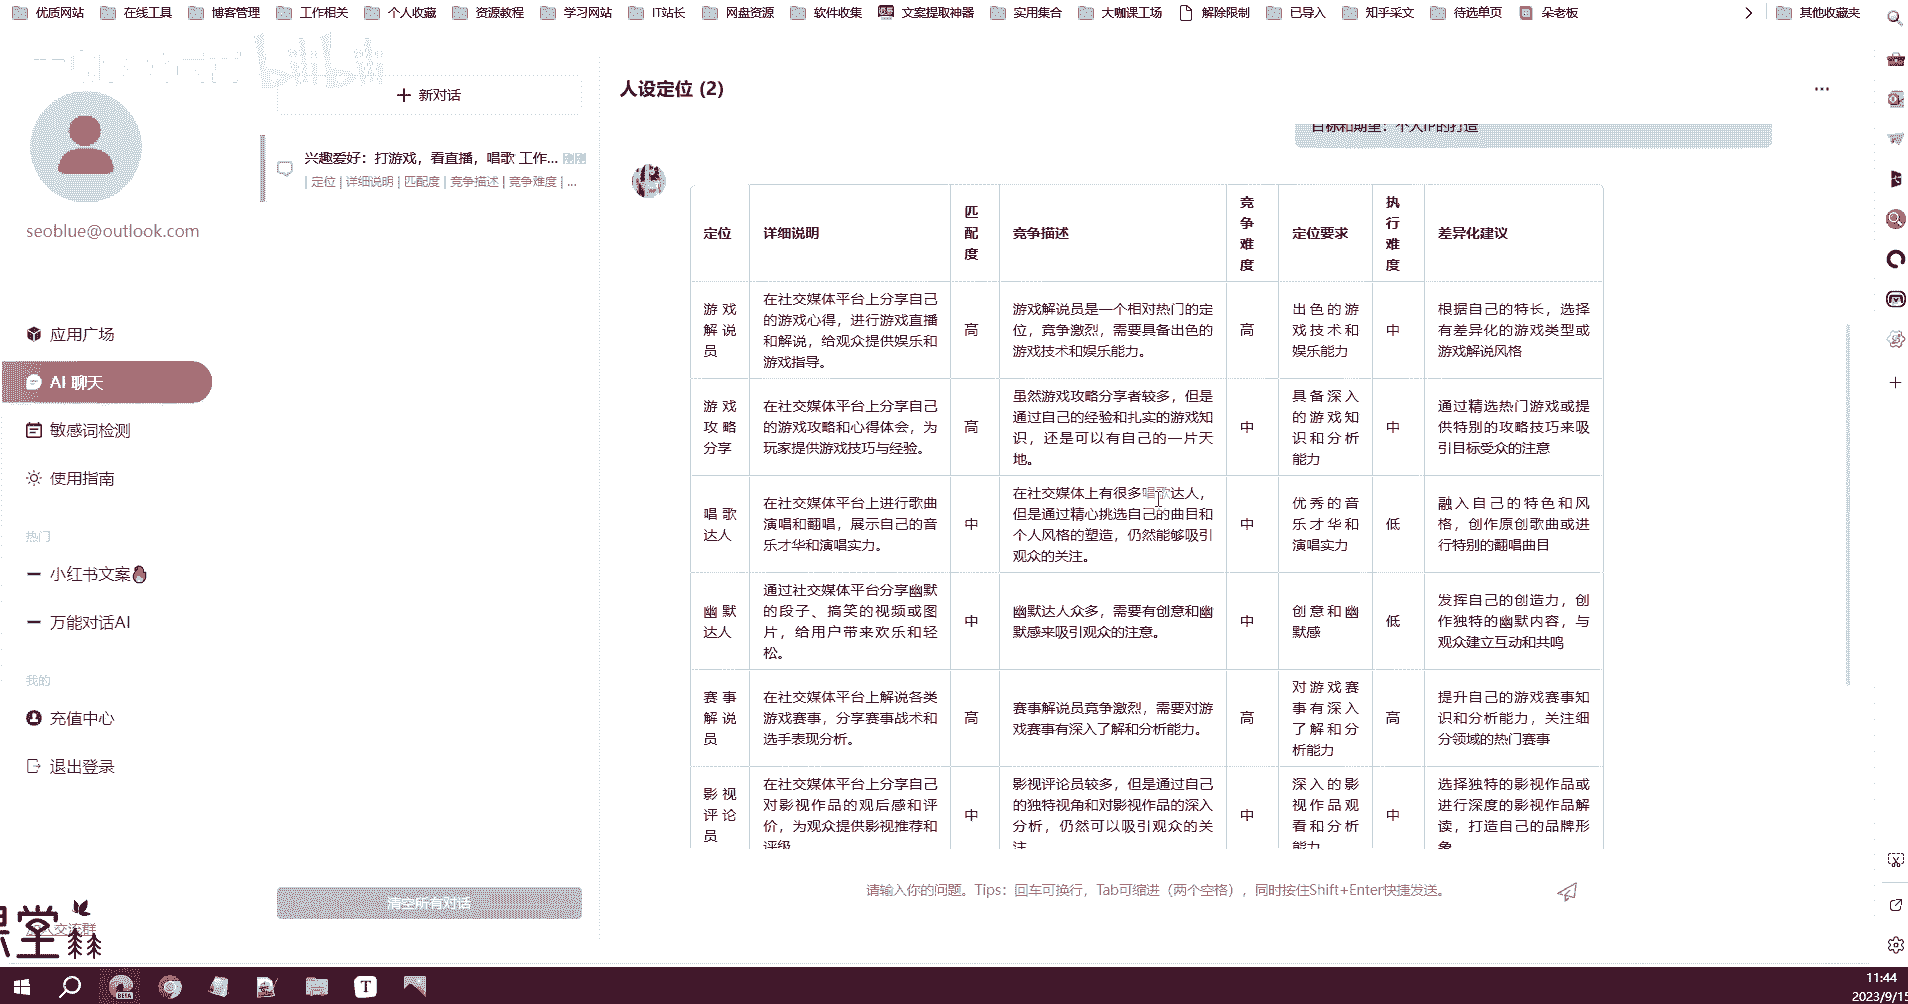 优质网站 在线工具 博客管理 工作相关 个人收藏 资源教程 学习网站 IT站长 网盘资源 软件收集 文案提取神器 实用集合 大咖课工场 解除限制 已导入 知乎采文 待选单页 朵老板 其他收藏夹
bilibili
seoblue@outlook.com
应用广场
AI 聊天
敏感词检测
使用指南
热门
小红书文案
万能对话AI
我的
充值中心
退出登录
交流群
课堂
新对话
兴趣爱好：打游戏，看直播，唱歌 工作... 刚刚
| 定位 | 详细说明 | 匹配度 | 竞争描述 | 竞争难度 | ...
清空所有对话
人设定位 (2)
目标和期望：个人IP的打造
定位
详细说明
匹
配
度
竞争描述
竞
争
难
度
定位要求
执
行
难
度
差异化建议
游戏
解说
员
在社交媒体平台上分享自己
的游戏心得，进行游戏直播
和解说，给观众提供娱乐和
游戏指导。
高
游戏解说员是一个相对热门的定
位，竞争激烈，需要具备出色的
游戏技术和娱乐能力。
高
出色的游
戏技术和
娱乐能力
中
根据自己的特长，选择
有差异化的游戏类型或
游戏解说风格
游戏
攻略
分享
在社交媒体平台上分享自己
的游戏攻略和心得体会，为
玩家提供游戏技巧与经验。
高
虽然游戏攻略分享者较多，但是
通过自己的经验和扎实的游戏知
识，还是可以有自己的一片天
地。
中
具备深入
的游戏知
识和分析
能力
中
通过精选热门游戏或提
供特别的攻略技巧来吸
引目标受众的注意
唱歌
达人
在社交媒体平台上进行歌曲
演唱和翻唱，展示自己的音
乐才华和演唱实力。
中
在社交媒体上有很多唱歌达人，
但是通过精心挑选自己的曲目和
个人风格的塑造，仍然能够吸引
观众的关注。
中
优秀的音
乐才华和
演唱实力
低
融入自己的特色和风
格，创作原创歌曲或进
行特别的翻唱曲目
幽默
达人
通过社交媒体平台分享幽默
的段子、搞笑的视频或图
片，给用户带来欢乐和轻
松。
中
幽默达人众多，需要有创意和幽
默感来吸引观众的注意。
中
创意和幽
默感
低
发挥自己的创造力，创
作独特的幽默内容，与
观众建立互动和共鸣
赛事
解说
员
在社交媒体平台上解说各类
游戏赛事，分享赛事战术和
选手表现分析。
高
赛事解说员竞争激烈，需要对游
戏赛事有深入了解和分析能力。
高
对游戏赛
事有深入
了解和分
析能力
高
提升自己的游戏赛事知
识和分析能力，关注细
分领域的热门赛事
影视
评论
员
在社交媒体平台上分享自己
对影视作品的观后感和评
价，为观众提供影视推荐和
评级
中
影视评论员较多，但是通过自己
的独特视角和对影视作品的深入
分析，仍然可以吸引观众的关
注
中
深入的影
视作品观
看和分析
能力
中
选择独特的影视作品或
进行深度的影视作品解
读，打造自己的品牌形
象
请输入你的问题。Tips：回车可换行，Tab可缩进（两个空格），同时按住Shift+Enter快捷发送。
BETA
T
11:44
2023/9/15